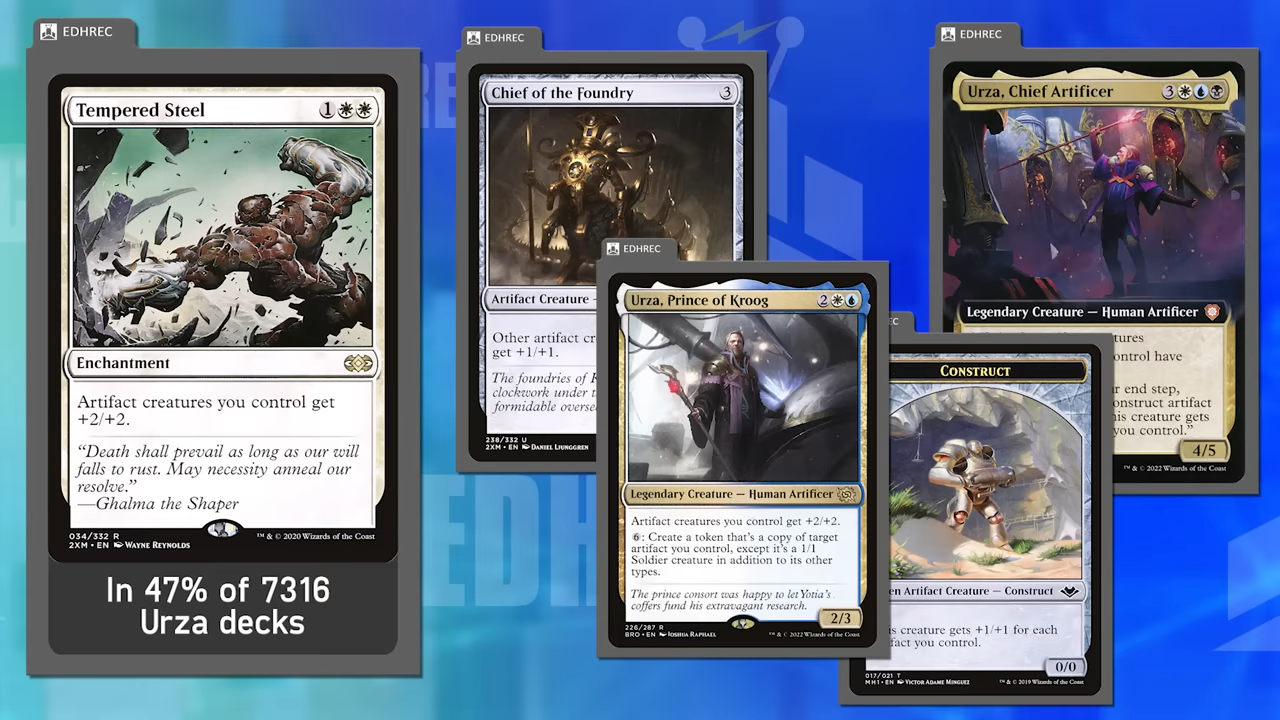 EDHREC
Tempered Steel 1
Enchantment
Artifact creatures you control get
+2/+2.
“Death shall prevail as long as our will
falls to rust. May necessity anneal our
resolve.”
—Ghalma the Shaper
034/332 R
2XM • EN Wayne Reynolds
™ & © 2020 Wizards of the Coast
In 47% of 7316
Urza decks
EDHREC
Chief of the Foundry 3
Artifact Creature –
Other artifact cr
get +1/+1.
The foundries of K
clockwork under t
formidable overse
238/332 U
2XM • EN Daniel Ljunggren
EDHREC
Urza, Prince of Kroog 2
Legendary Creature — Human Artificer
Artifact creatures you control get +2/+2.
6: Create a token that’s a copy of target
artifact you control, except it’s a 1/1
Soldier creature in addition to its other
types.
The prince consort was happy to let Yotia’s
coffers fund his extravagant research.
2/3
226/287 R
BRO • EN Joshua Raphael
™ & © 2022 Wizards of the Coast
EC
Construct
en Artifact Creature — Construct
is creature gets +1/+1 for each
fact you control.
0/0
017/021 T
MH1 • EN Victor Adame Minguez
™ & © 2019 Wizards of the Coast
EDHREC
Urza, Chief Artificer 3
Legendary Creature — Human Artificer
tures
ontrol have
r end step,
onstruct artifact
his creature gets
you control.”
4/5
™ & © 2022 Wizards of the Coast